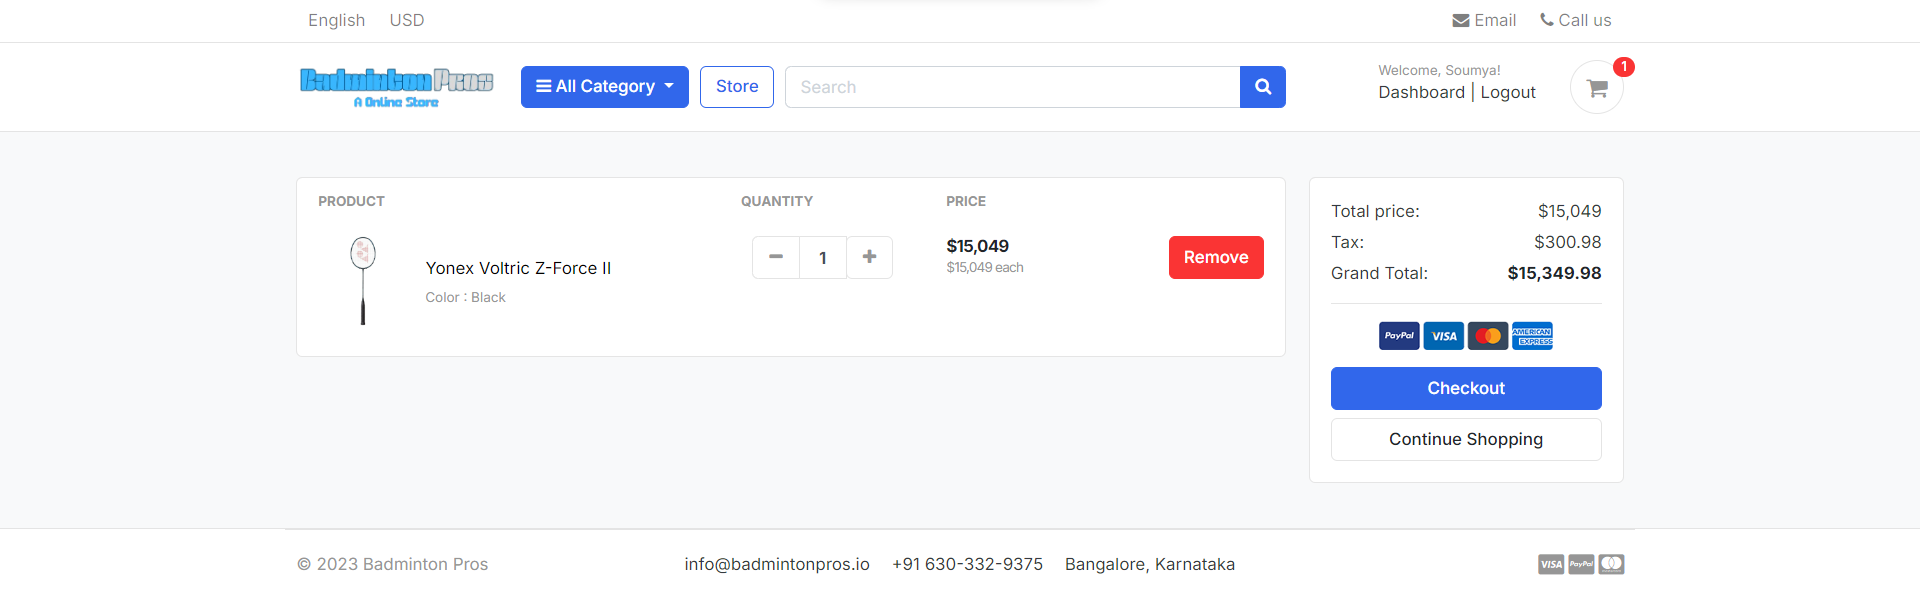 English USD Email Call us
Badminton Pros
A Online Store
All Category Store Search
Welcome, Soumya!
Dashboard | Logout
1
PRODUCT QUANTITY PRICE
Yonex Voltric Z-Force II
Color : Black
1
$15,049
$15,049 each
Remove
Total price: $15,049
Tax: $300.98
Grand Total: $15,349.98
PayPal VISA AMERICAN EXPRESS
Checkout
Continue Shopping
© 2023 Badminton Pros info@badmintonpros.io +91 630-332-9375 Bangalore, Karnataka VISA PayPal